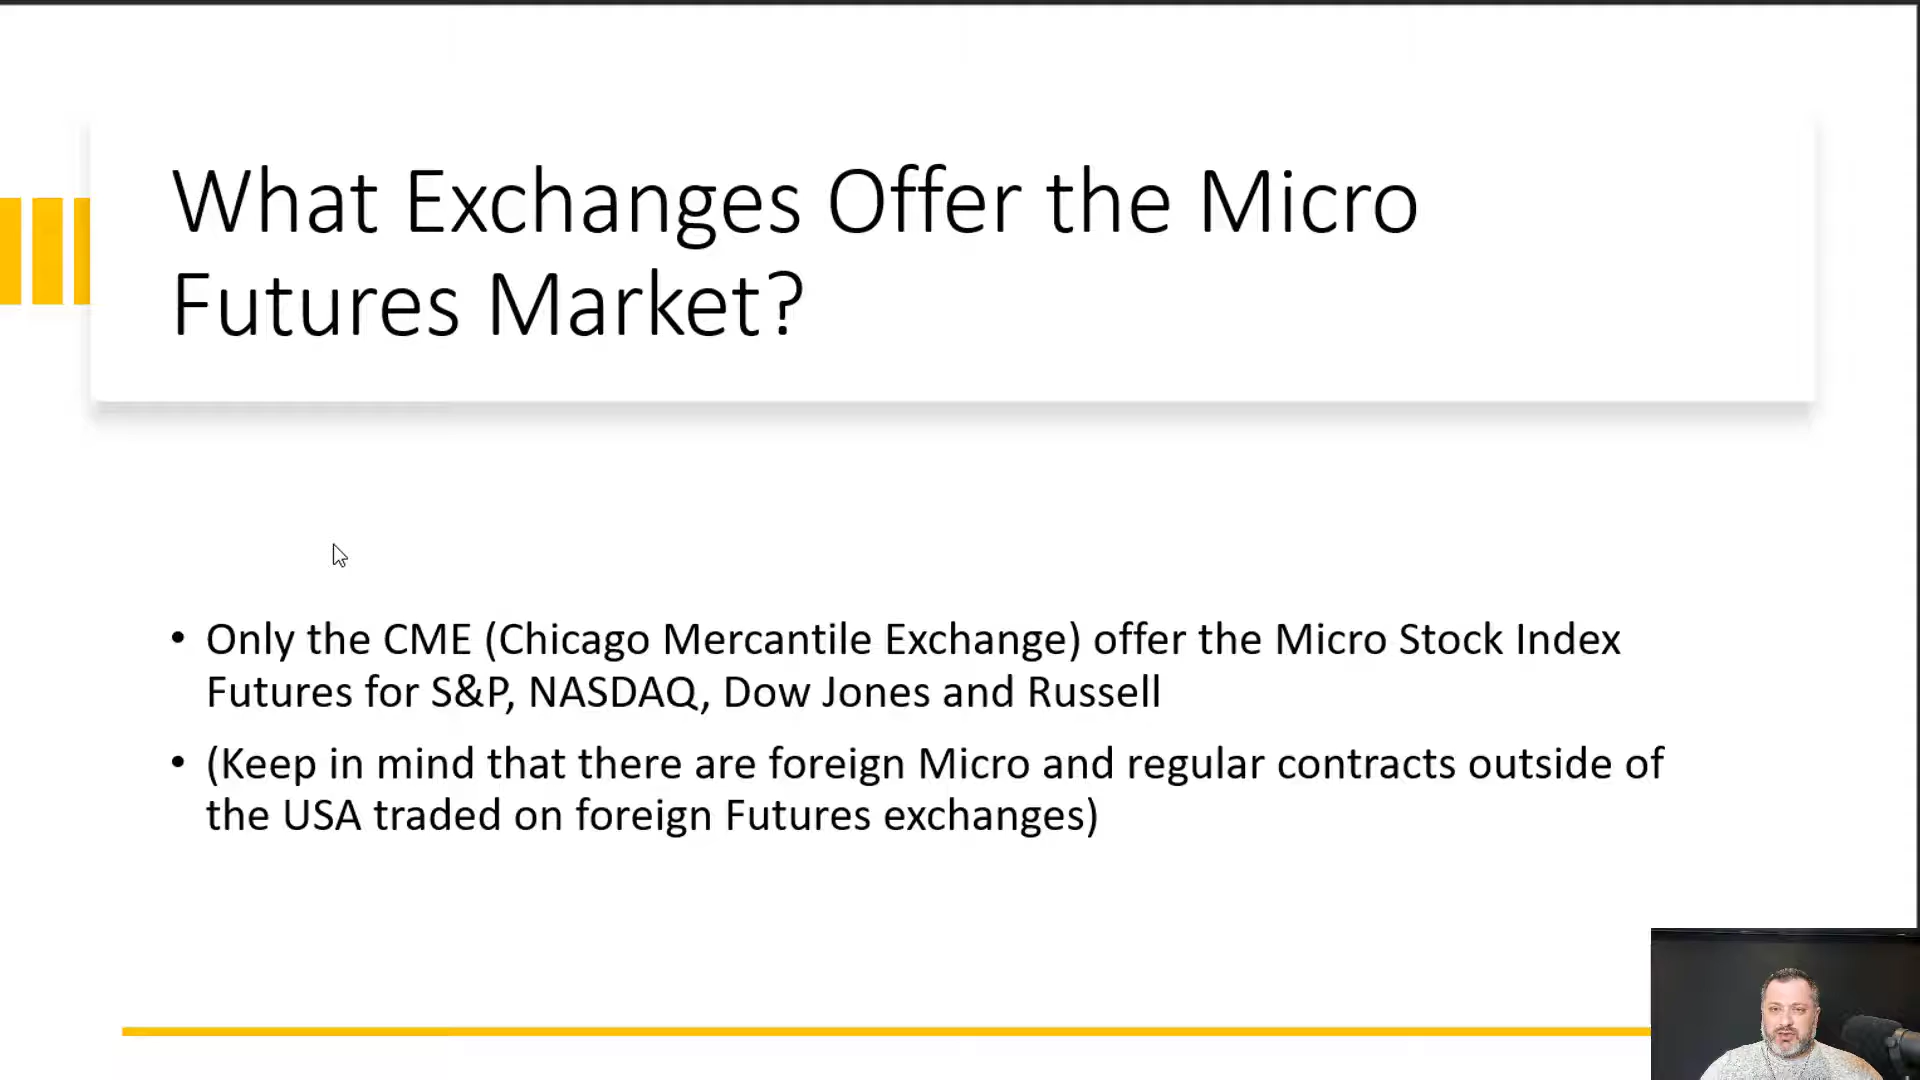 What Exchanges Offer the Micro
Futures Market?
• Only the CME (Chicago Mercantile Exchange) offer the Micro Stock Index
Futures for S&P, NASDAQ, Dow Jones and Russell
• (Keep in mind that there are foreign Micro and regular contracts outside of
the USA traded on foreign Futures exchanges)